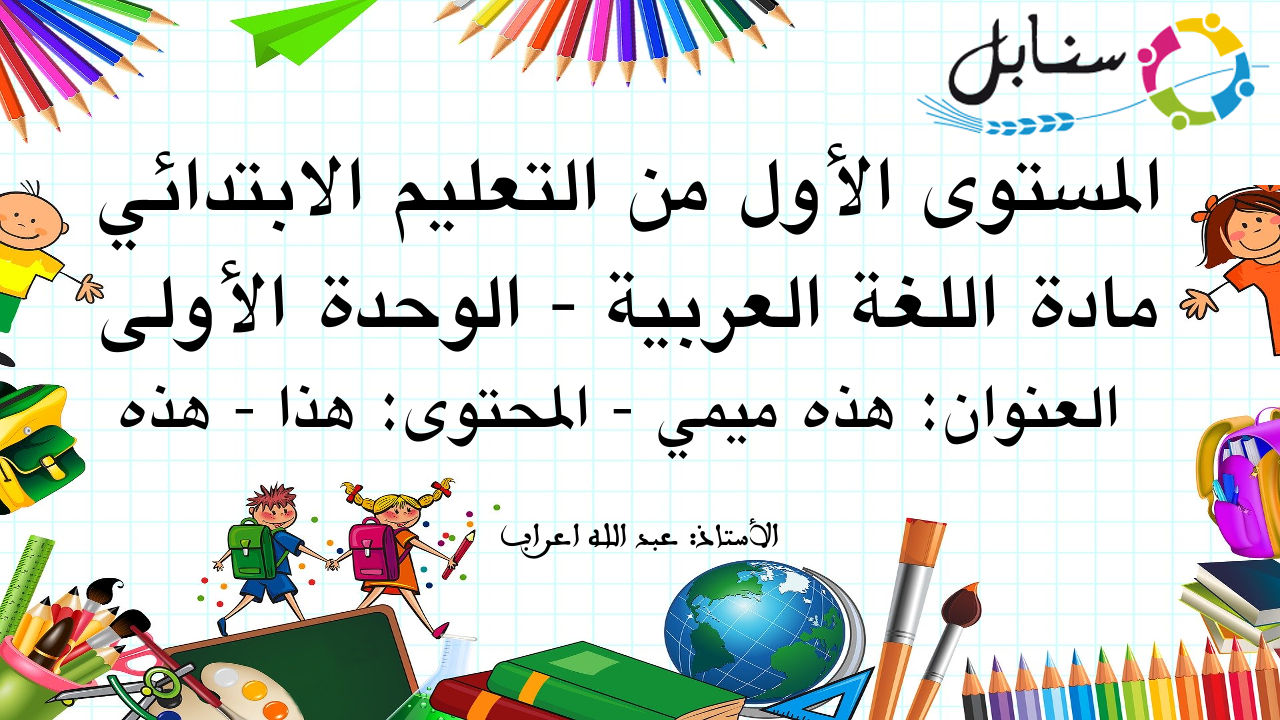 سنابل
المستوى الأول من التعليم الابتدائي
مادة اللغة العربية - الوحدة الأولى
العنوان: هذه ميمي - المحتوى: هذا - هذه
الأستاذ: عبد الله اعراب